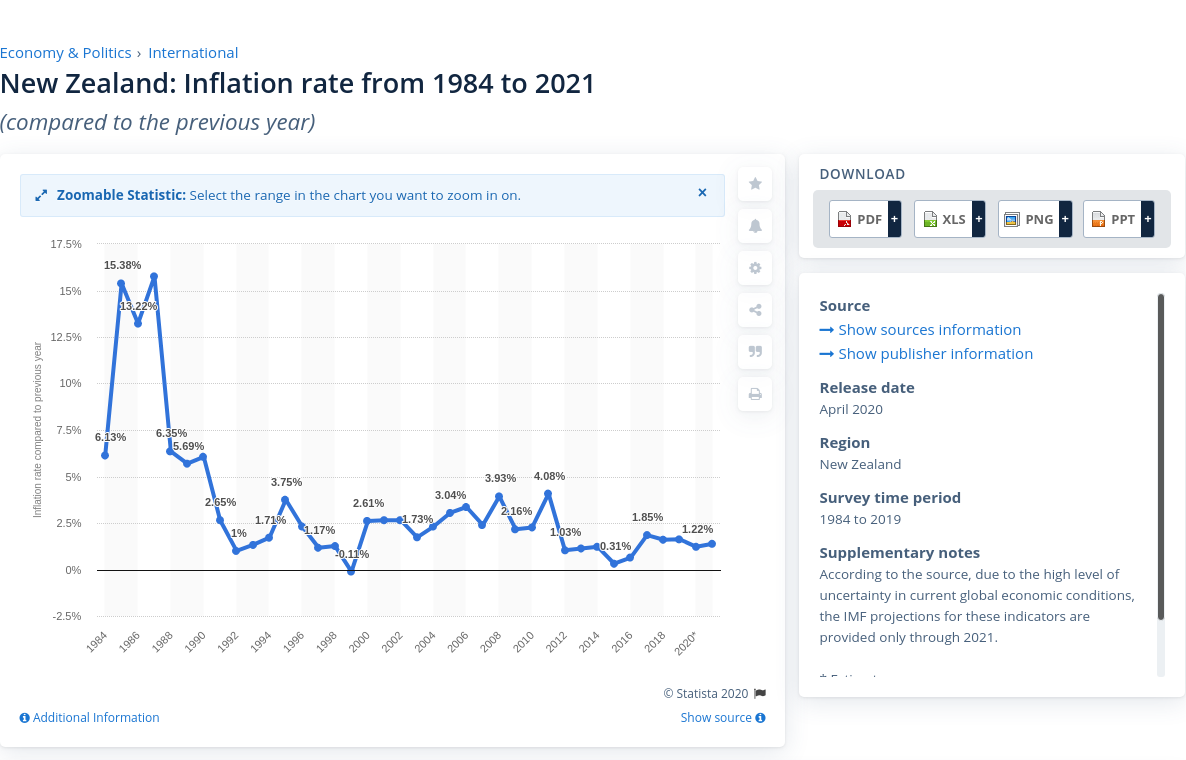 Economy & Politics › International
New Zealand: Inflation rate from 1984 to 2021
(compared to the previous year)
Zoomable Statistic: Select the range in the chart you want to zoom in on.
×
17.5%
15%
12.5%
10%
7.5%
5%
2.5%
0%
-2.5%
Inflation rate compared to previous year
6.13%
15.38%
13.22%
6.35%
5.69%
2.65%
1%
1.71%
3.75%
1.17%
-0.11%
2.61%
1.73%
3.04%
3.93%
2.16%
4.08%
1.03%
0.31%
1.85%
1.22%
1984
1986
1988
1990
1992
1994
1996
1998
2000
2002
2004
2006
2008
2010
2012
2014
2016
2018
2020*
© Statista 2020
Additional Information
Show source
DOWNLOAD
PDF +
XLS +
PNG +
PPT +
Source
Show sources information
Show publisher information
Release date
April 2020
Region
New Zealand
Survey time period
1984 to 2019
Supplementary notes
According to the source, due to the high level of
uncertainty in current global economic conditions,
the IMF projections for these indicators are
provided only through 2021.